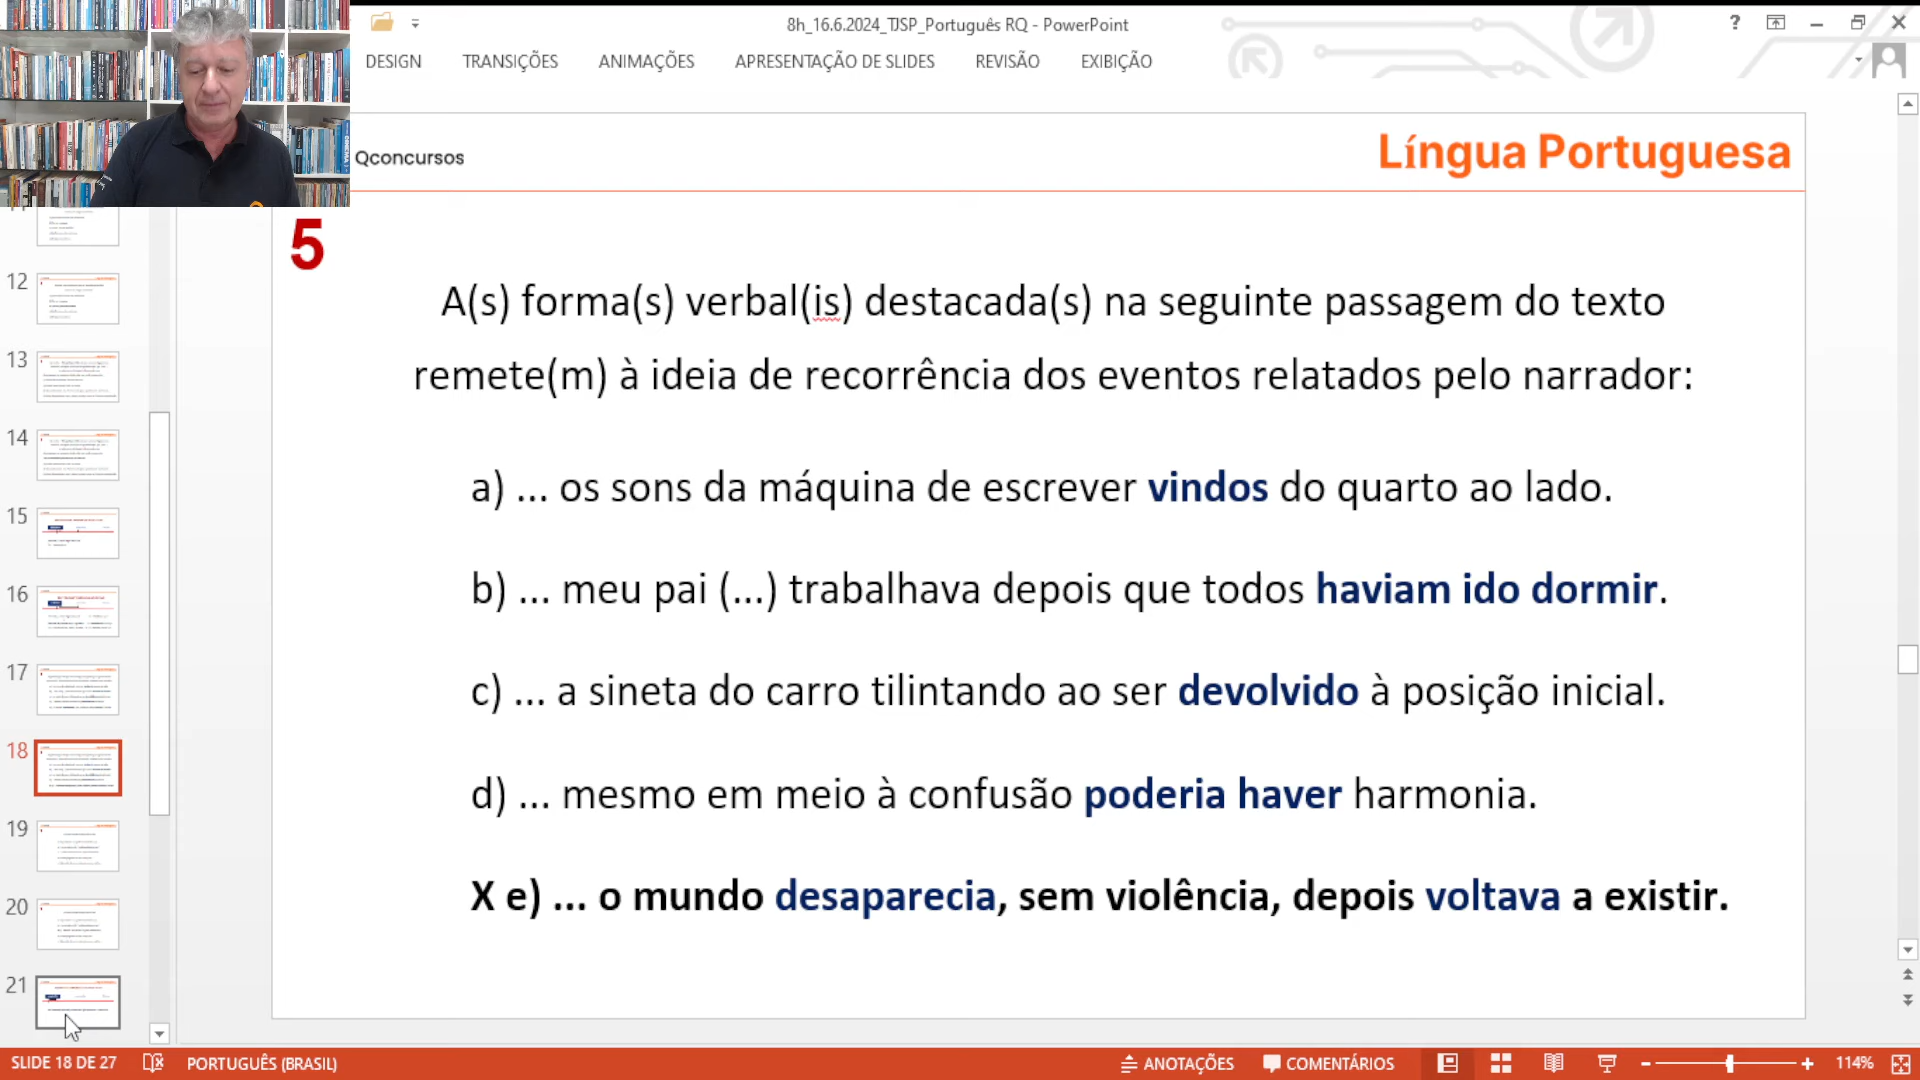 8h_16.6.2024_TJSP_Português RQ - PowerPoint
?
DESIGN TRANSIÇÕES ANIMAÇÕES APRESENTAÇÃO DE SLIDES REVISÃO EXIBIÇÃO
Qconcursos
Língua Portuguesa
5
A(s) forma(s) verbal(is) destacada(s) na seguinte passagem do texto
remete(m) à ideia de recorrência dos eventos relatados pelo narrador:
a) ... os sons da máquina de escrever vindos do quarto ao lado.
b) ... meu pai (...) trabalhava depois que todos haviam ido dormir.
c) ... a sineta do carro tilintando ao ser devolvido à posição inicial.
d) ... mesmo em meio à confusão poderia haver harmonia.
X e) ... o mundo desaparecia, sem violência, depois voltava a existir.
12
13
14
15
16
17
18
19
20
21
SLIDE 18 DE 27 PORTUGUÊS (BRASIL) ANOTAÇÕES COMENTÁRIOS 114%